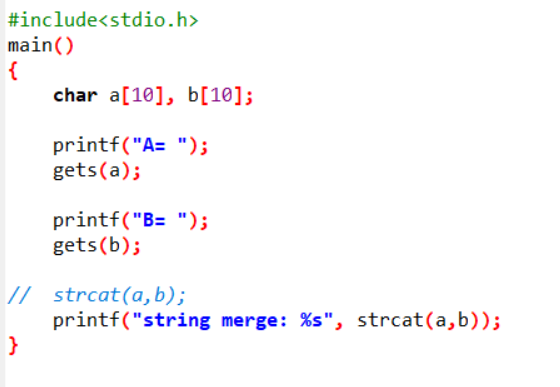 #include<stdio.h>
main()
{
    char a[10], b[10];

    printf("A= ");
    gets(a);

    printf("B= ");
    gets(b);

//  strcat(a,b);
    printf("string merge: %s", strcat(a,b));
}